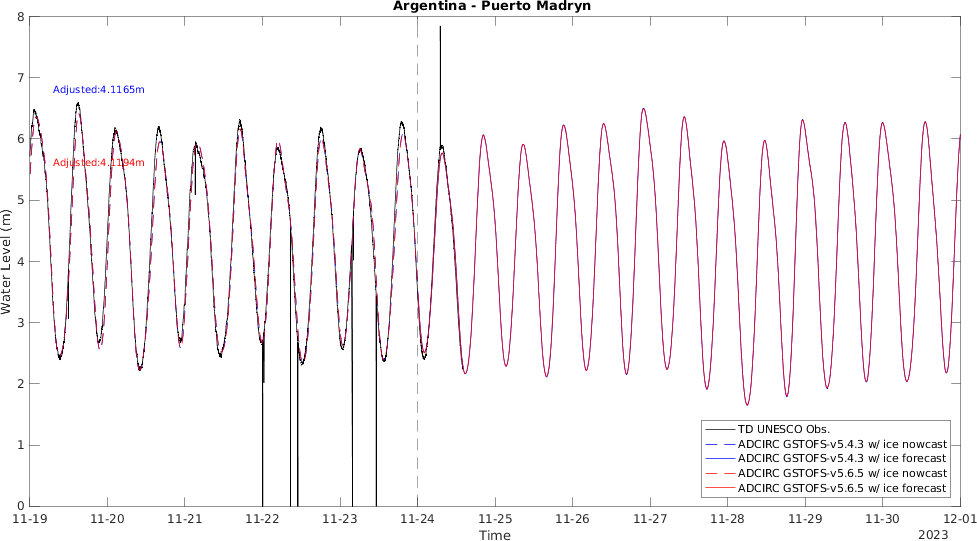 Argentina - Puerto Madryn
8
7
6
5
4
3
2
1
0
Water Level (m)
Adjusted:4.1165m
Adjusted:4.1194m
TD UNESCO Obs.
ADCIRC GSTOFS-v5.4.3 w/ ice nowcast
ADCIRC GSTOFS-v5.4.3 w/ ice forecast
ADCIRC GSTOFS-v5.6.5 w/ ice nowcast
ADCIRC GSTOFS-v5.6.5 w/ ice forecast
11-19 11-20 11-21 11-22 11-23 11-24 11-25 11-26 11-27 11-28 11-29 11-30 12-01
Time
2023